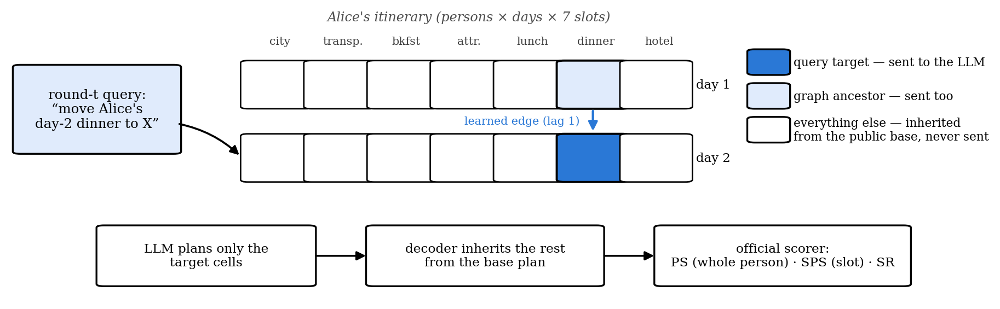 Alice's itinerary (persons × days × 7 slots)
city transp. bkfst attr. lunch dinner hotel
round-t query:
“move Alice's
day-2 dinner to X”
day 1
learned edge (lag 1)
day 2
query target — sent to the LLM
graph ancestor — sent too
everything else — inherited
from the public base, never sent
LLM plans only the
target cells
decoder inherits the rest
from the base plan
official scorer:
PS (whole person) · SPS (slot) · SR